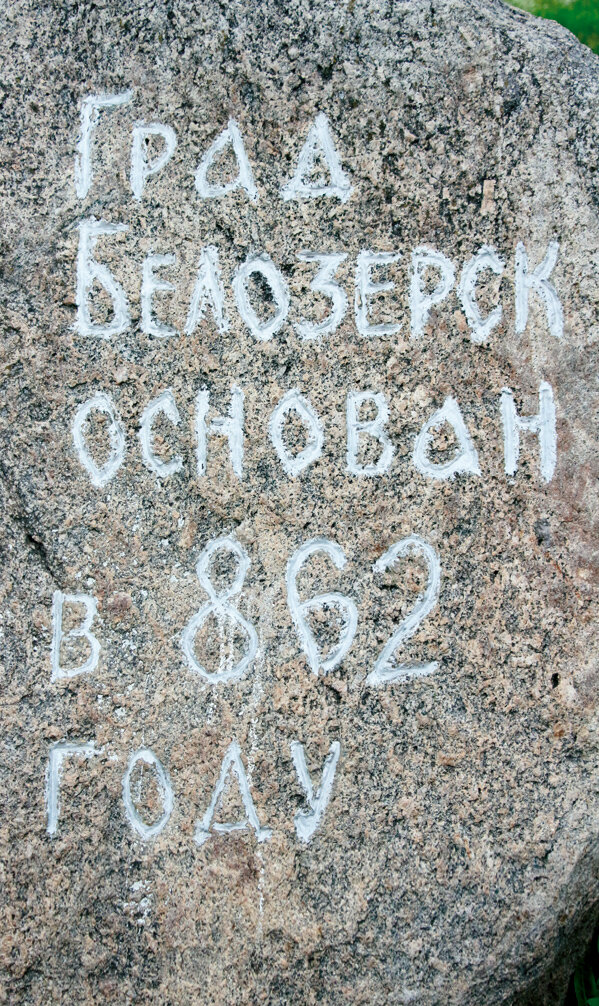 Град
Белозерск
основан
в 862
году